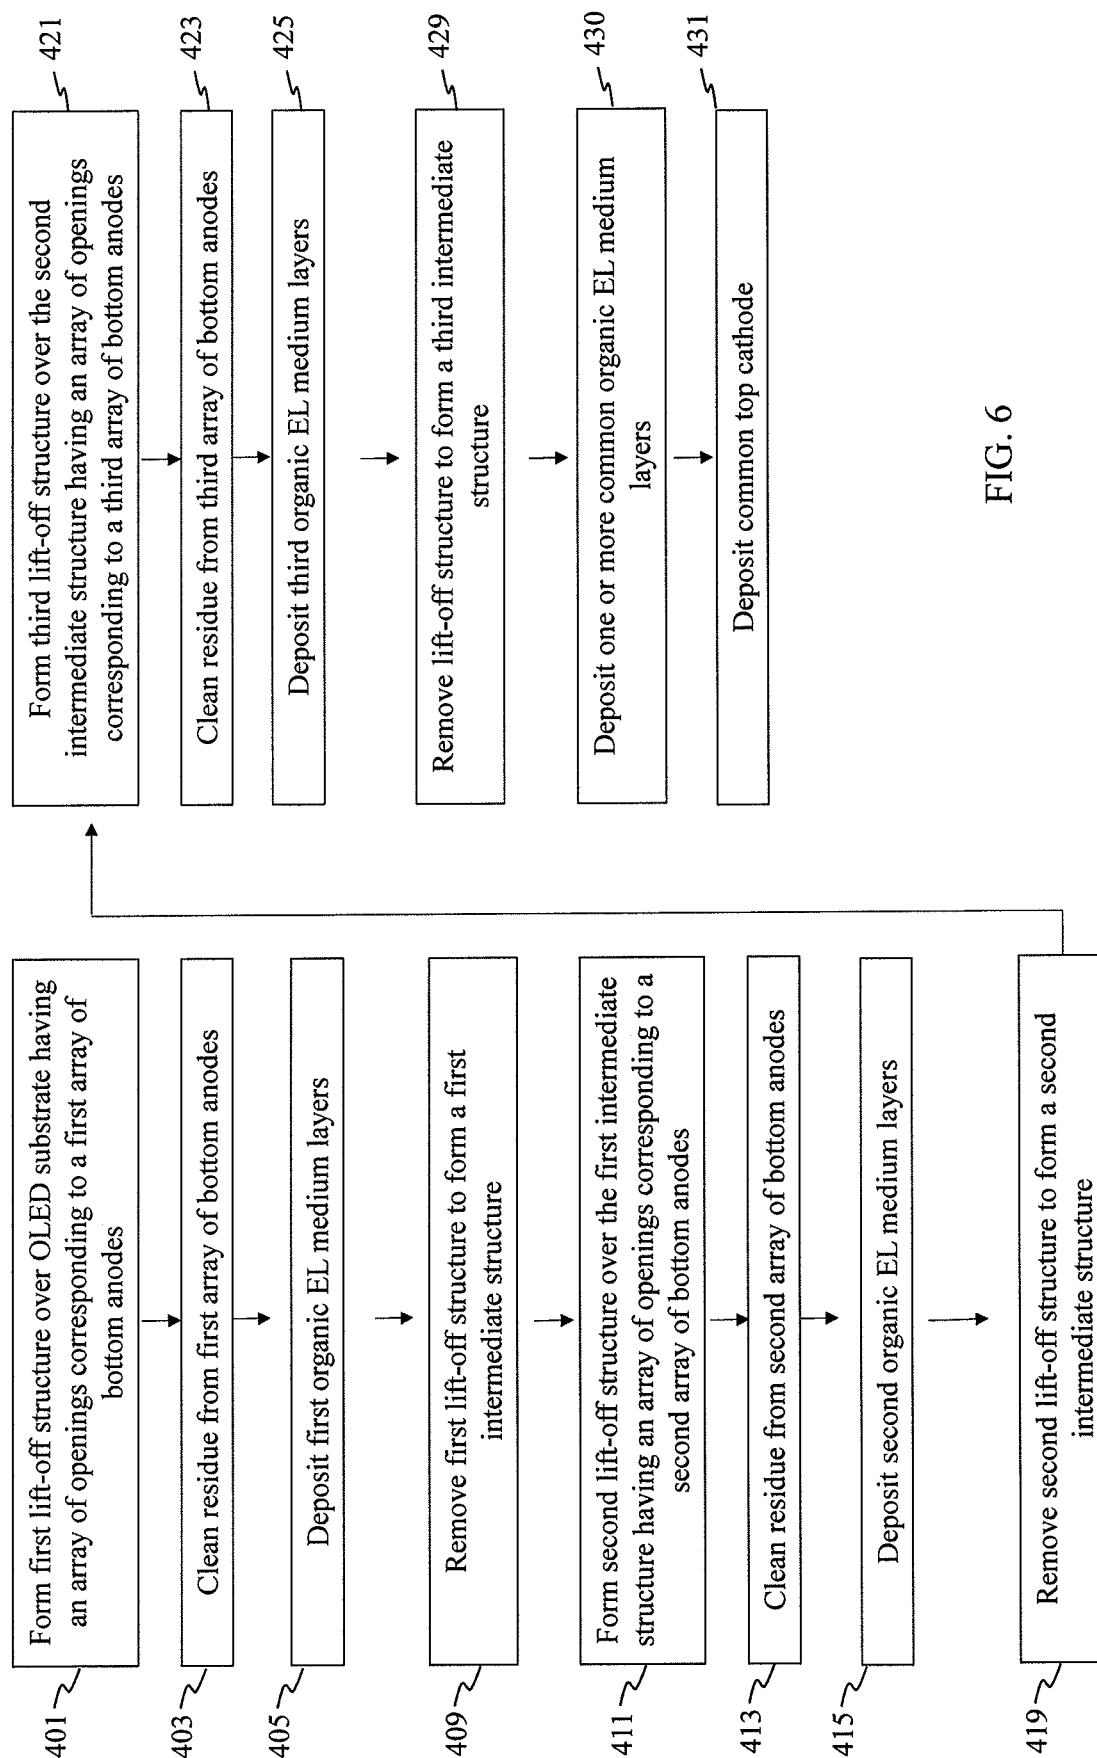 401
Form first lift-off structure over OLED substrate having
an array of openings corresponding to a first array of
bottom anodes
403
Clean residue from first array of bottom anodes
405
Deposit first organic EL medium layers
409
Remove first lift-off structure to form a first
intermediate structure
411
Form second lift-off structure over the first intermediate
structure having an array of openings corresponding to a
second array of bottom anodes
413
Clean residue from second array of bottom anodes
415
Deposit second organic EL medium layers
419
Remove second lift-off structure to form a second
intermediate structure
421
Form third lift-off structure over the second
intermediate structure having an array of openings
corresponding to a third array of bottom anodes
423
Clean residue from third array of bottom anodes
425
Deposit third organic EL medium layers
429
Remove lift-off structure to form a third intermediate
structure
430
Deposit one or more common organic EL medium
layers
431
Deposit common top cathode
FIG. 6